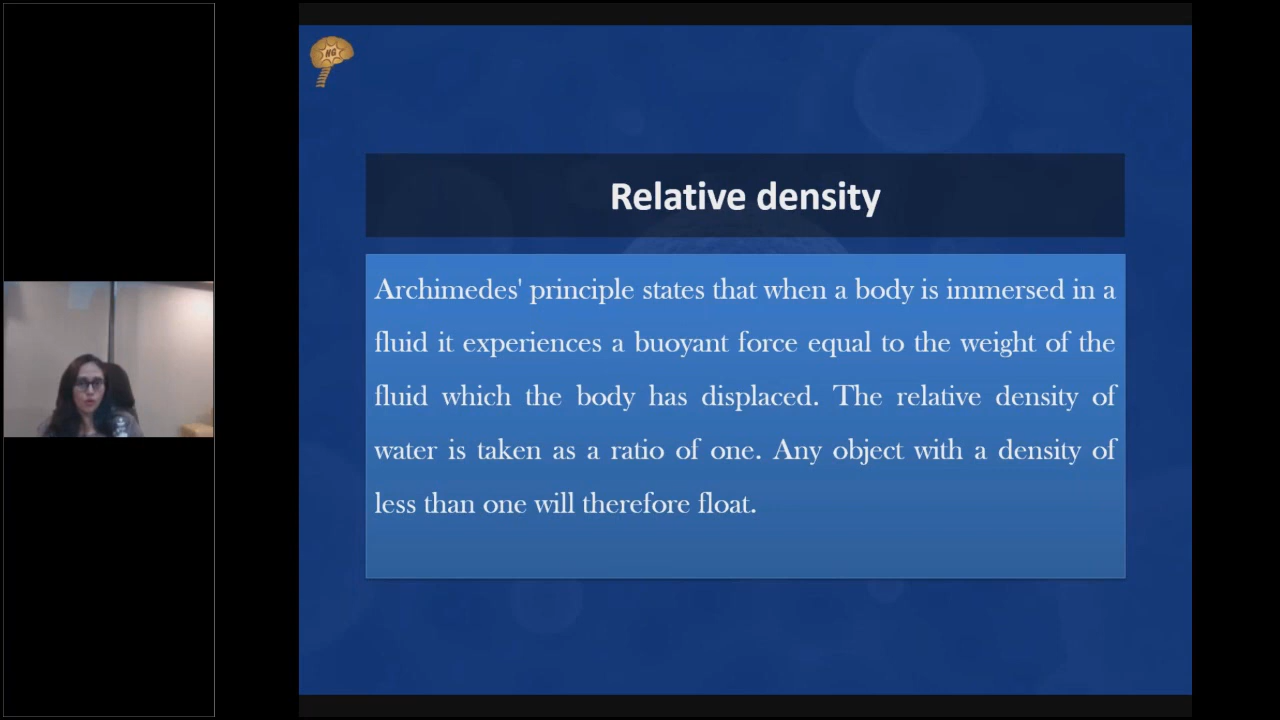 NG
Relative density
Archimedes' principle states that when a body is immersed in a
fluid it experiences a buoyant force equal to the weight of the
fluid which the body has displaced. The relative density of
water is taken as a ratio of one. Any object with a density of
less than one will therefore float.